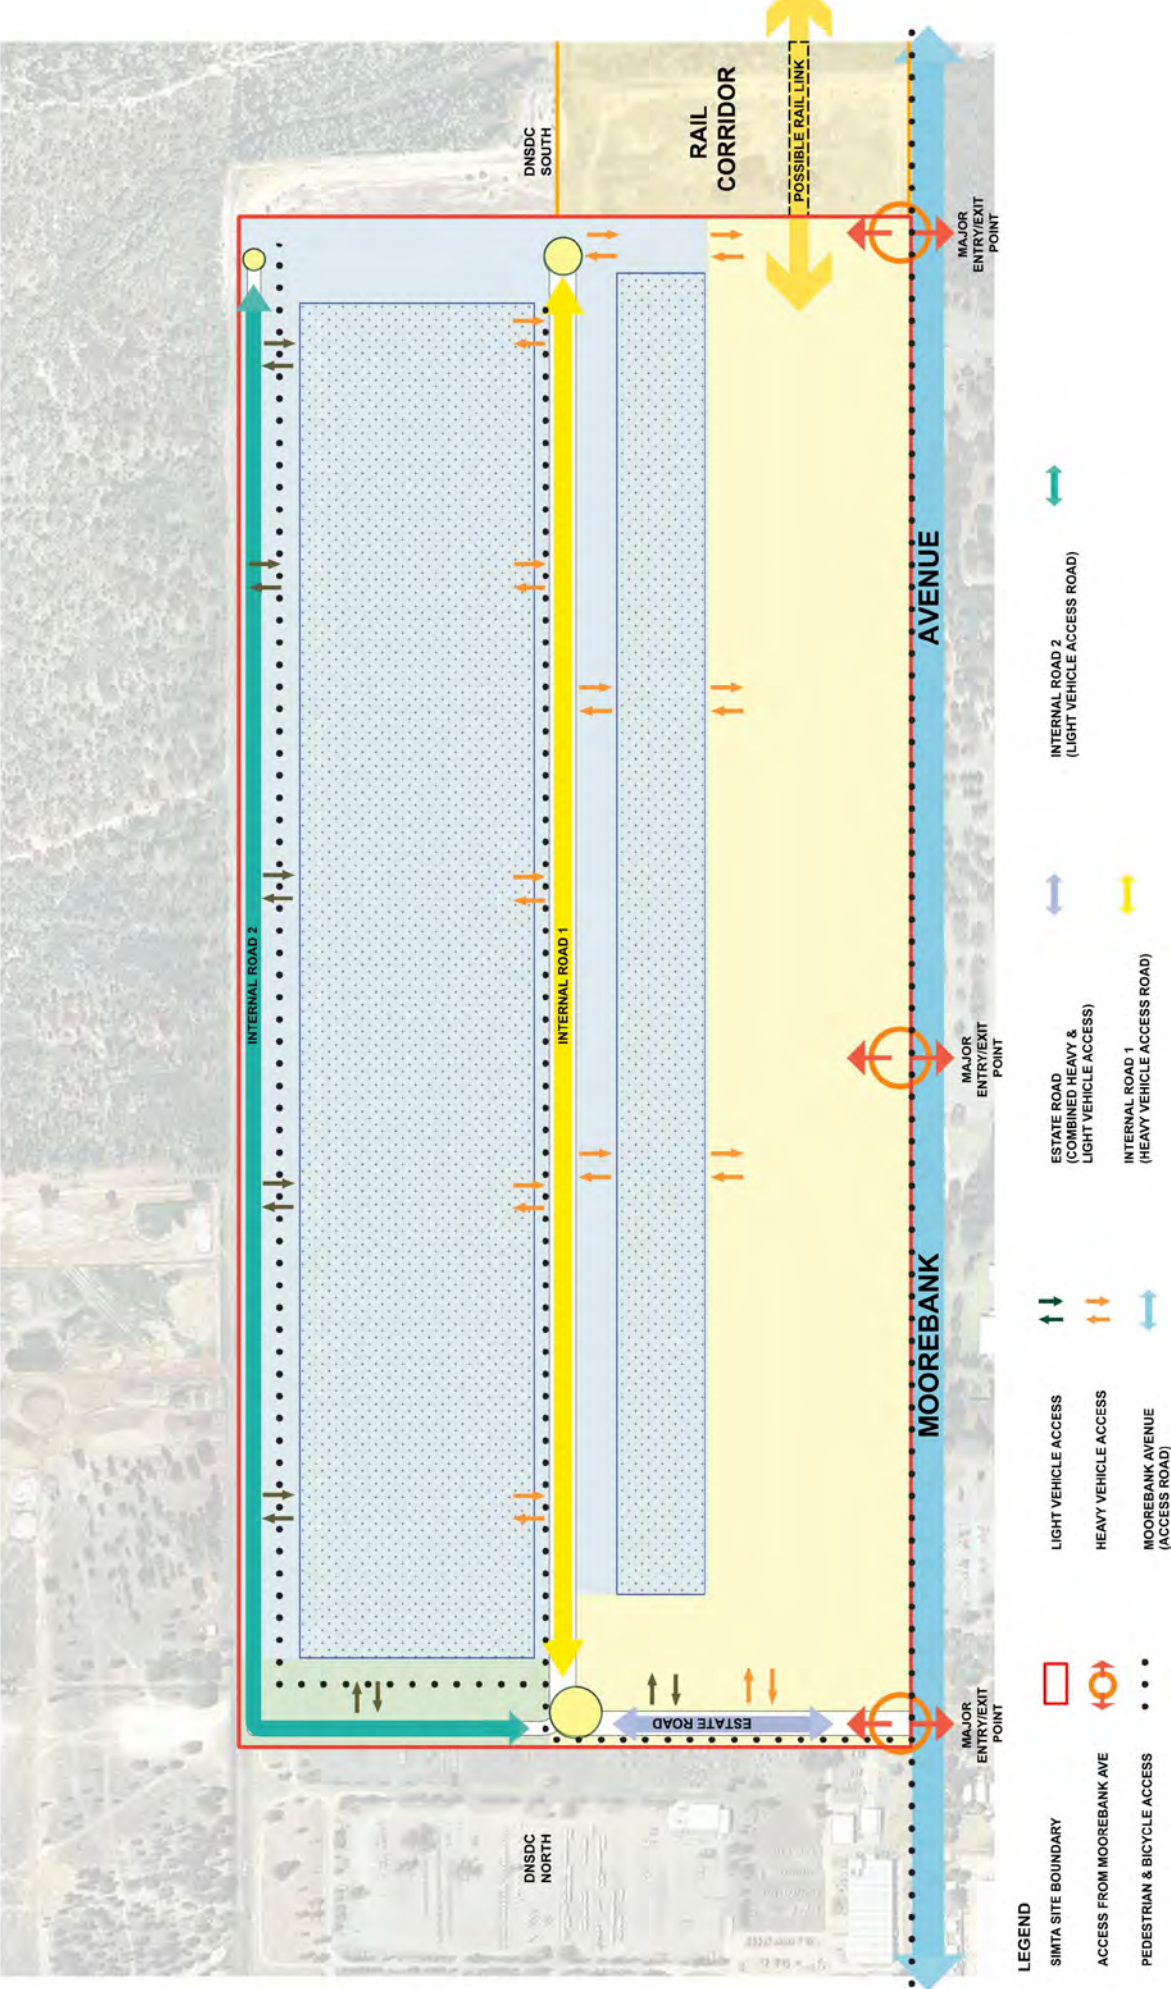 INTERNAL ROAD 2
INTERNAL ROAD 1
ESTATE ROAD
DNSDC
NORTH
DNSDC
SOUTH
RAIL
CORRIDOR
POSSIBLE RAIL LINK
MOOREBANK
AVENUE
MAJOR
ENTRY/EXIT
POINT
MAJOR
ENTRY/EXIT
POINT
MAJOR
ENTRY/EXIT
POINT
LEGEND
SIMTA SITE BOUNDARY
ACCESS FROM MOOREBANK AVE
PEDESTRIAN & BICYCLE ACCESS
LIGHT VEHICLE ACCESS
HEAVY VEHICLE ACCESS
MOOREBANK AVENUE
(ACCESS ROAD)
ESTATE ROAD
(COMBINED HEAVY &
LIGHT VEHICLE ACCESS)
INTERNAL ROAD 1
(HEAVY VEHICLE ACCESS ROAD)
INTERNAL ROAD 2
(LIGHT VEHICLE ACCESS ROAD)